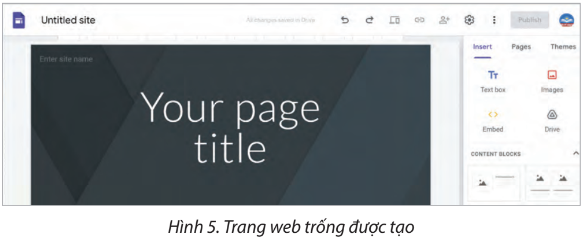 Untitled site
All changes saved in Drive
Publish
Enter site name
Your page
title
Insert Pages Themes
Text box Images
Embed Drive
CONTENT BLOCKS
Hình 5. Trang web trống được tạo